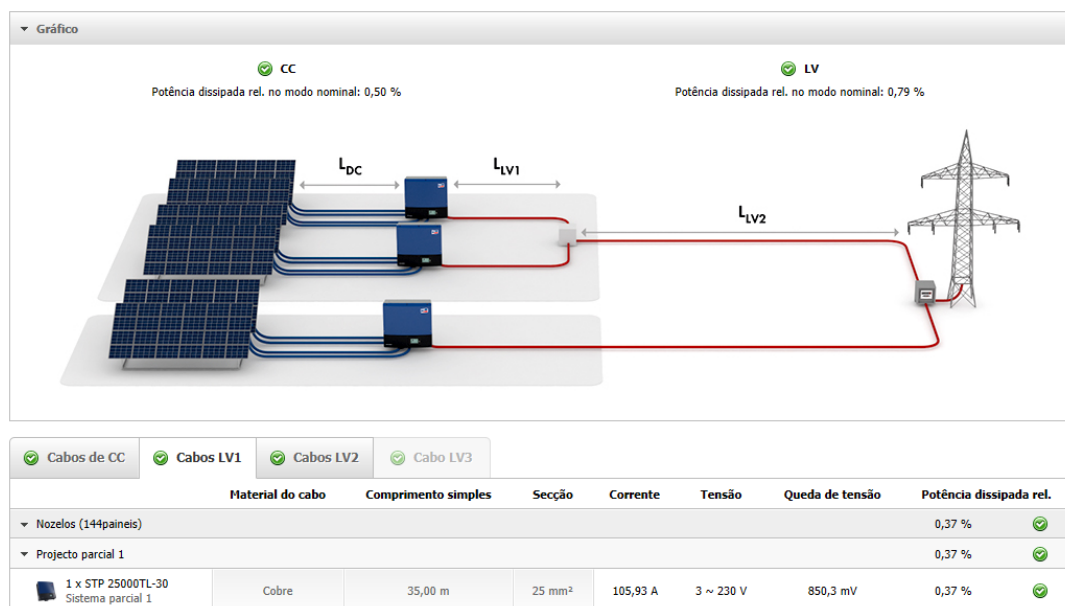 Gráfico
CC
Potência dissipada rel. no modo nominal: 0,50 %
LV
Potência dissipada rel. no modo nominal: 0,79 %
LDC
LLV1
LLV2
Cabos de CC
Cabos LV1
Cabos LV2
Cabo LV3
Material do cabo Comprimento simples Secção Corrente Tensão Queda de tensão Potência dissipada rel.
Nozelos (144paineis) 0,37 %
Projecto parcial 1 0,37 %
1 x STP 25000TL-30
Sistema parcial 1
Cobre 35,00 m 25 mm² 105,93 A 3 ~ 230 V 850,3 mV 0,37 %